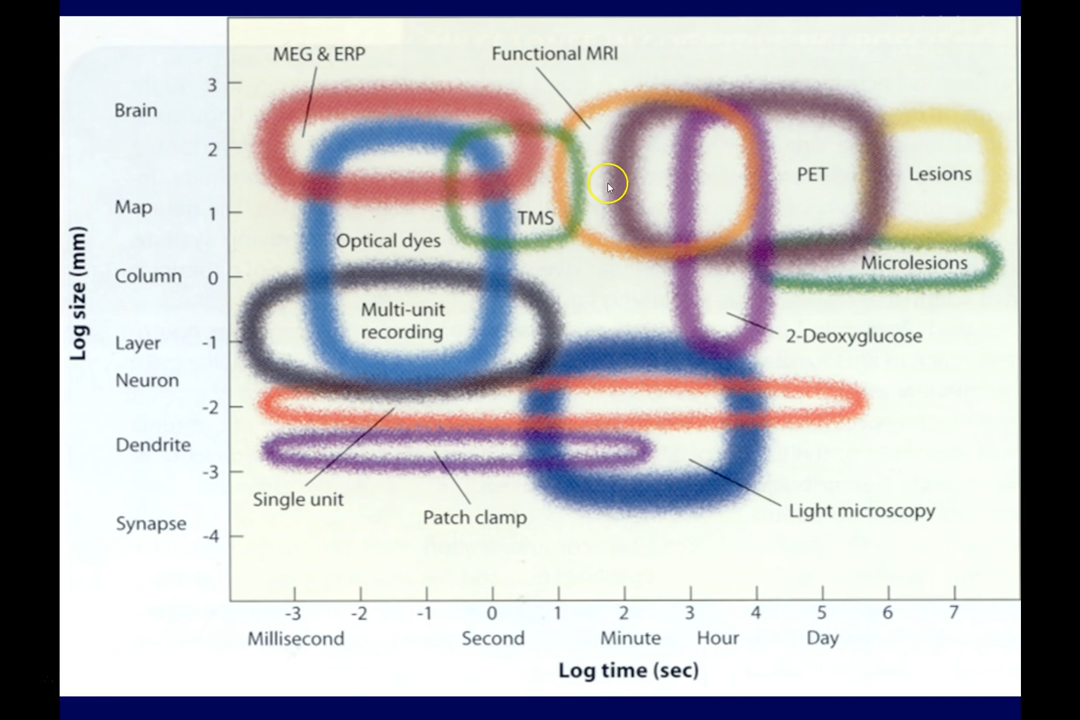 MEG & ERP
Functional MRI
Brain
Map
Column
Layer
Neuron
Dendrite
Synapse
Log size (mm)
3
2
1
0
-1
-2
-3
-4
PET
Lesions
TMS
Optical dyes
Microlesions
Multi-unit
recording
2-Deoxyglucose
Single unit
Patch clamp
Light microscopy
-3 -2 -1 0 1 2 3 4 5 6 7
Millisecond Second Minute Hour Day
Log time (sec)